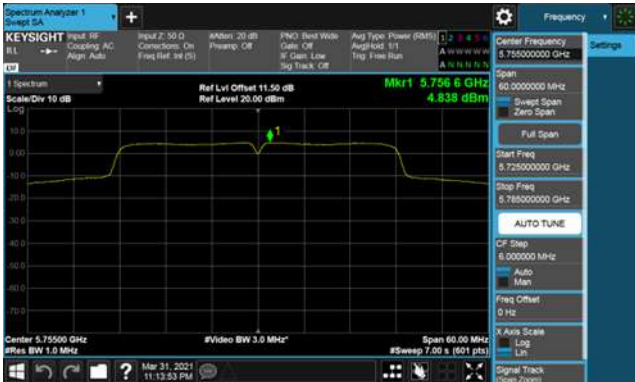 Spectrum Analyzer 1
Swept SA
+
Frequency
KEYSIGHT
Input: RF
Coupling: AC
Align: Auto
Input Z: 50 Ω
Corrections: On
Freq Ref: Int (S)
#Atten: 20 dB
Preamp: Off
PNO: Best Wide
Gate: Off
IF Gain: Low
Sig Track: Off
Avg Type: Power (RMS)
Avg|Hold: 1/1
Trig: Free Run
1 2 3 4 5 6
A W W W W W
A N N N N N
1 Spectrum
Scale/Div 10 dB
Log
Ref Lvl Offset 11.50 dB
Ref Level 20.00 dBm
Mkr1 5.756 6 GHz
4.838 dBm
1
10.0
0.00
-10.0
-20.0
-30.0
-40.0
-50.0
-60.0
-70.0
Center 5.75500 GHz
#Res BW 1.0 MHz
#Video BW 3.0 MHz*
Span 60.00 MHz
#Sweep 7.00 s (601 pts)
Mar 31, 2021
11:13:53 PM
Center Frequency
5.755000000 GHz
Settings
Span
60.0000000 MHz
Swept Span
Zero Span
Full Span
Start Freq
5.725000000 GHz
Stop Freq
5.785000000 GHz
AUTO TUNE
CF Step
6.000000 MHz
Auto
Man
Freq Offset
0 Hz
X Axis Scale
Log
Lin
Signal Track
(Span Zoom)